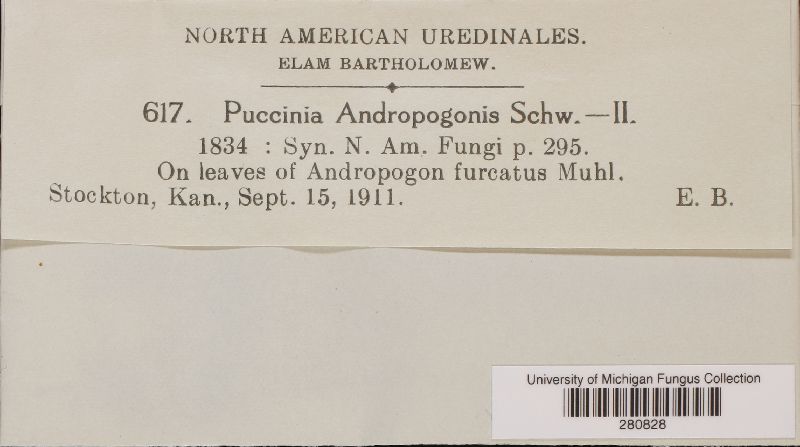 NORTH AMERICAN UREDINALES.
ELAM BARTHOLOMEW.
617. Puccinia Andropogonis Schw.—II.
1834 : Syn. N. Am. Fungi p. 295.
On leaves of Andropogon furcatus Muhl.
Stockton, Kan., Sept. 15, 1911. E. B.
University of Michigan Fungus Collection
280828